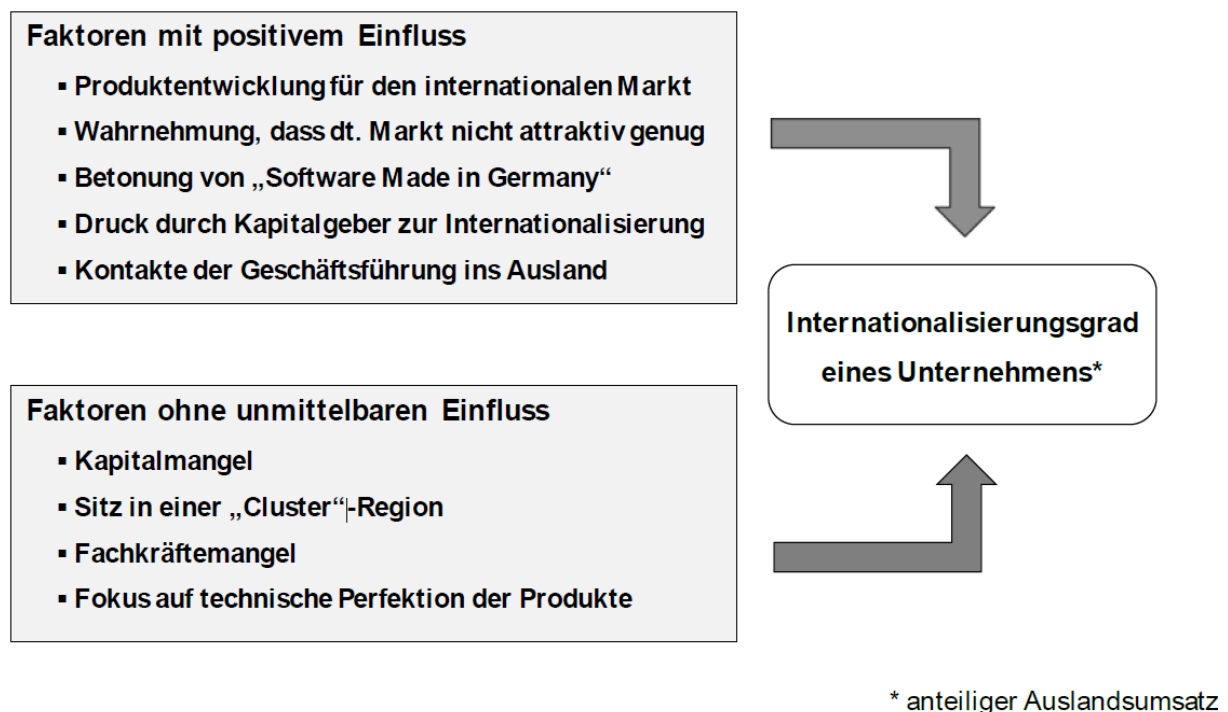 Faktoren mit positivem Einfluss
▪ Produktentwicklung für den internationalen Markt
▪ Wahrnehmung, dass dt. Markt nicht attraktiv genug
▪ Betonung von „Software Made in Germany“
▪ Druck durch Kapitalgeber zur Internationalisierung
▪ Kontakte der Geschäftsführung ins Ausland
Internationalisierungsgrad
eines Unternehmens*
Faktoren ohne unmittelbaren Einfluss
▪ Kapitalmangel
▪ Sitz in einer „Cluster“-Region
▪ Fachkräftemangel
▪ Fokus auf technische Perfektion der Produkte
* anteiliger Auslandsumsatz